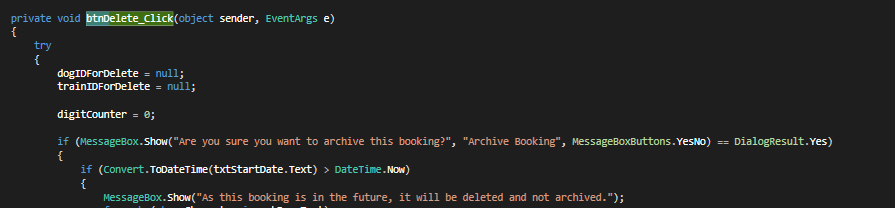 private void btnDelete_Click(object sender, EventArgs e)
{
try
{
dogIDForDelete = null;
trainIDForDelete = null;
digitCounter = 0;
if (MessageBox.Show("Are you sure you want to archive this booking?", "Archive Booking", MessageBoxButtons.YesNo) == DialogResult.Yes)
{
if (Convert.ToDateTime(txtStartDate.Text) > DateTime.Now)
{
MessageBox.Show("As this booking is in the future, it will be deleted and not archived.");